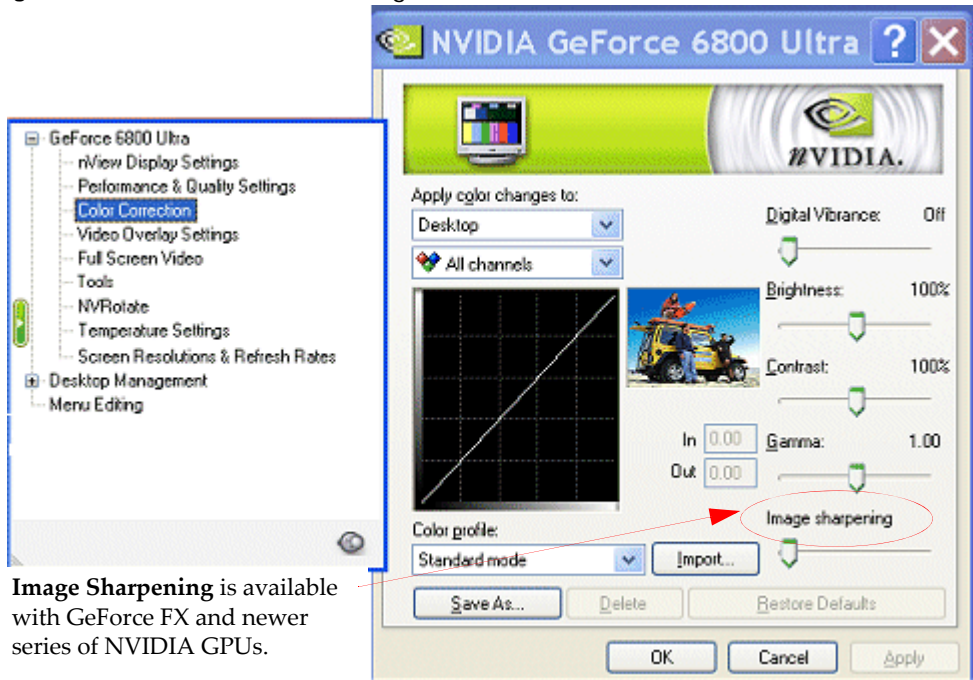 NVIDIA GeForce 6800 Ultra
GeForce 6800 Ultra
nView Display Settings
Performance & Quality Settings
Color Correction
Video Overlay Settings
Full Screen Video
Tools
NVRotate
Temperature Settings
Screen Resolutions & Refresh Rates
Desktop Management
Menu Editing
Image Sharpening is available
with GeForce FX and newer
series of NVIDIA GPUs.
nVIDIA.
Apply color changes to:
Desktop
All channels
Digital Vibrance: Off
Brightness: 100%
Contrast: 100%
In 0.00
Out 0.00
Gamma: 1.00
Image sharpening
Color profile:
Standard mode
Import...
Save As...
Delete
Restore Defaults
OK
Cancel
Apply